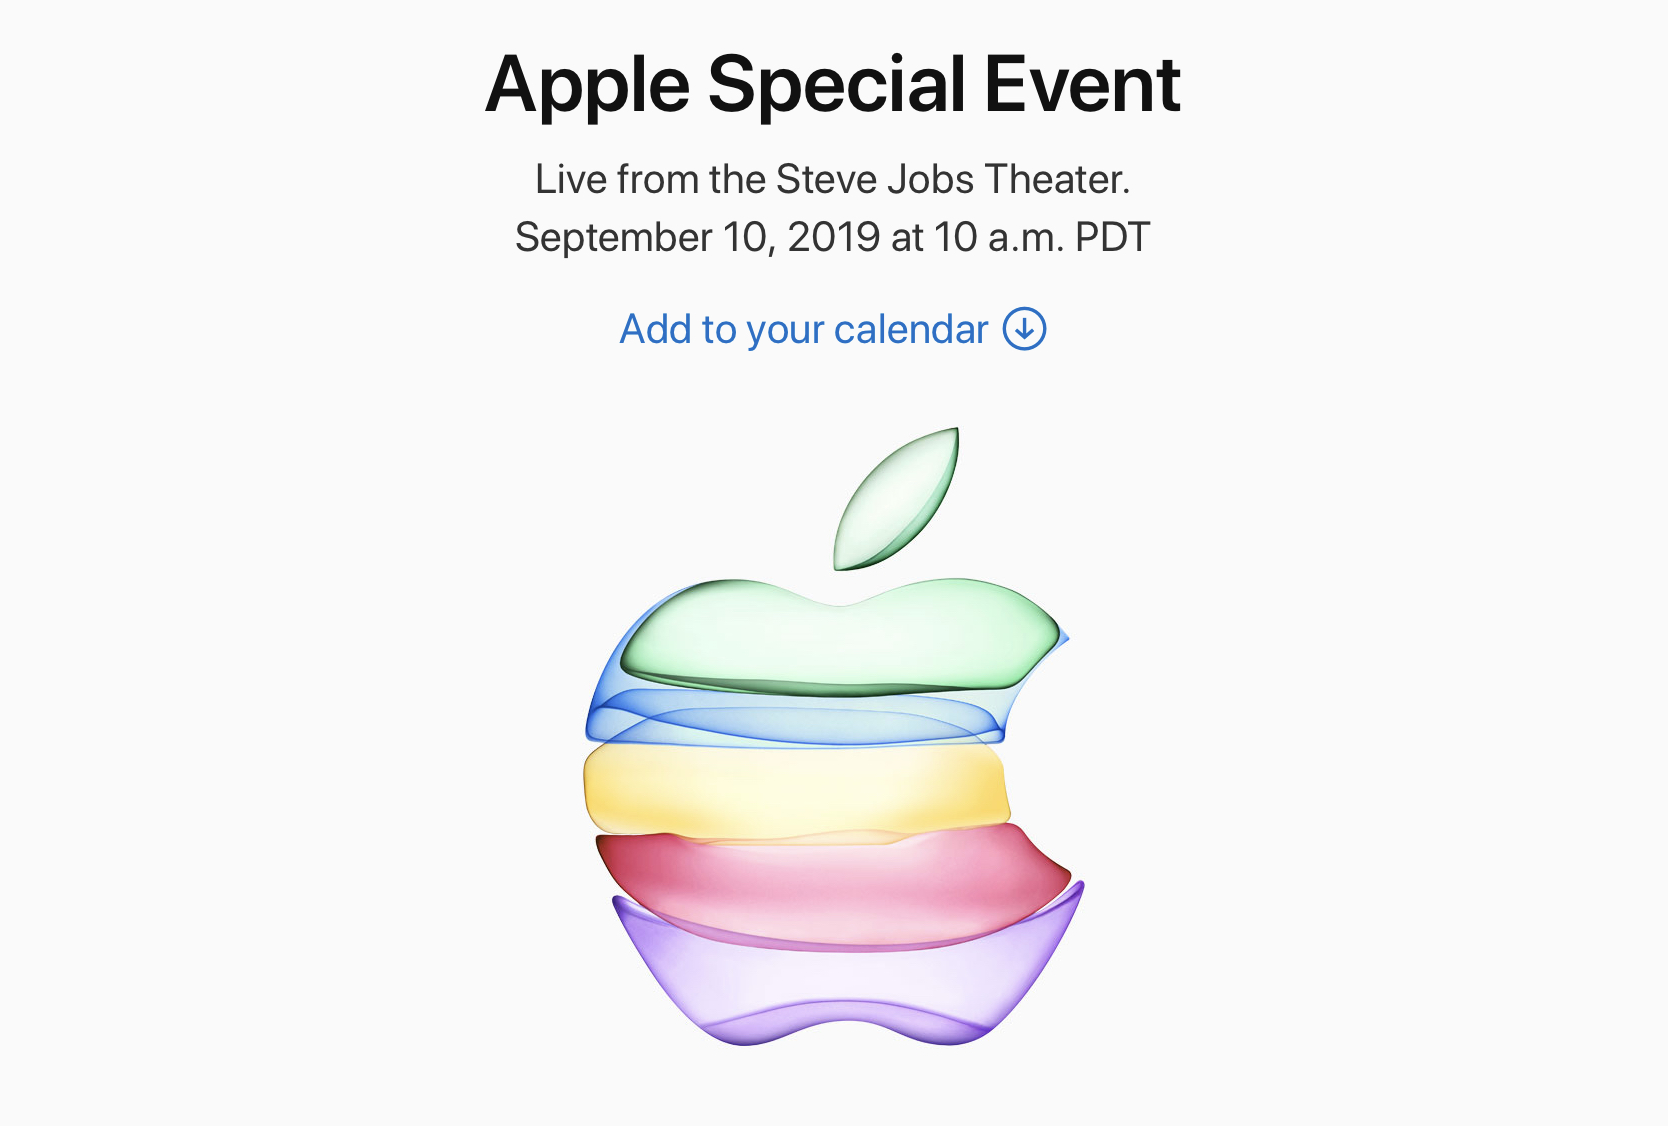 Apple Special Event
Live from the Steve Jobs Theater.
September 10, 2019 at 10 a.m. PDT
Add to your calendar